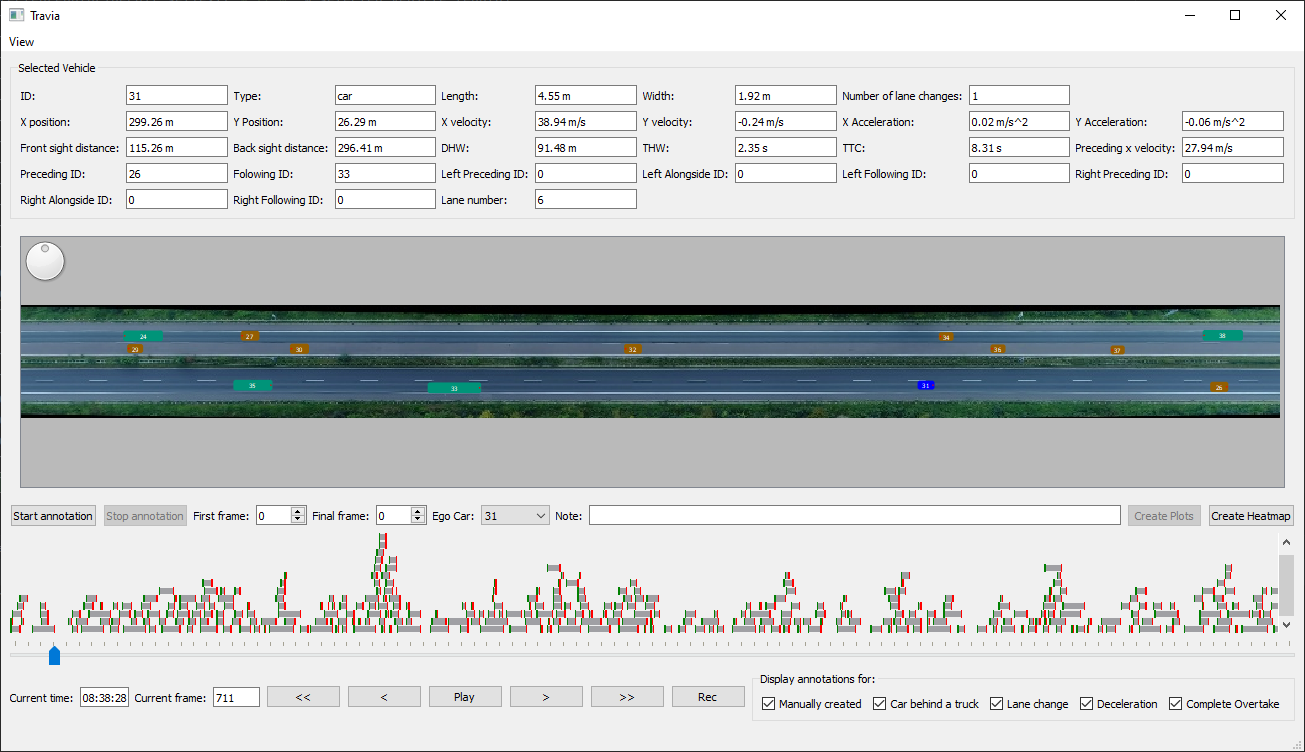 Travia
View
Selected Vehicle
ID: 31 Type: car Length: 4.55 m Width: 1.92 m Number of lane changes: 1
X position: 299.26 m Y Position: 26.29 m X velocity: 38.94 m/s Y velocity: -0.24 m/s X Acceleration: 0.02 m/s^2 Y Acceleration: -0.06 m/s^2
Front sight distance: 115.26 m Back sight distance: 296.41 m DHW: 91.48 m THW: 2.35 s TTC: 8.31 s Preceding x velocity: 27.94 m/s
Preceding ID: 26 Folowing ID: 33 Left Preceding ID: 0 Left Alongside ID: 0 Left Following ID: 0 Right Preceding ID: 0
Right Alongside ID: 0 Right Following ID: 0 Lane number: 6
24 27 34 38
29 30 32 36 37
35 33 31 26
Start annotation Stop annotation First frame: 0 Final frame: 0 Ego Car: 31 Note: Create Plots Create Heatmap
Display annotations for:
Current time: 08:38:28 Current frame: 711 << < Play > >> Rec
Manually created Car behind a truck Lane change Deceleration Complete Overtake